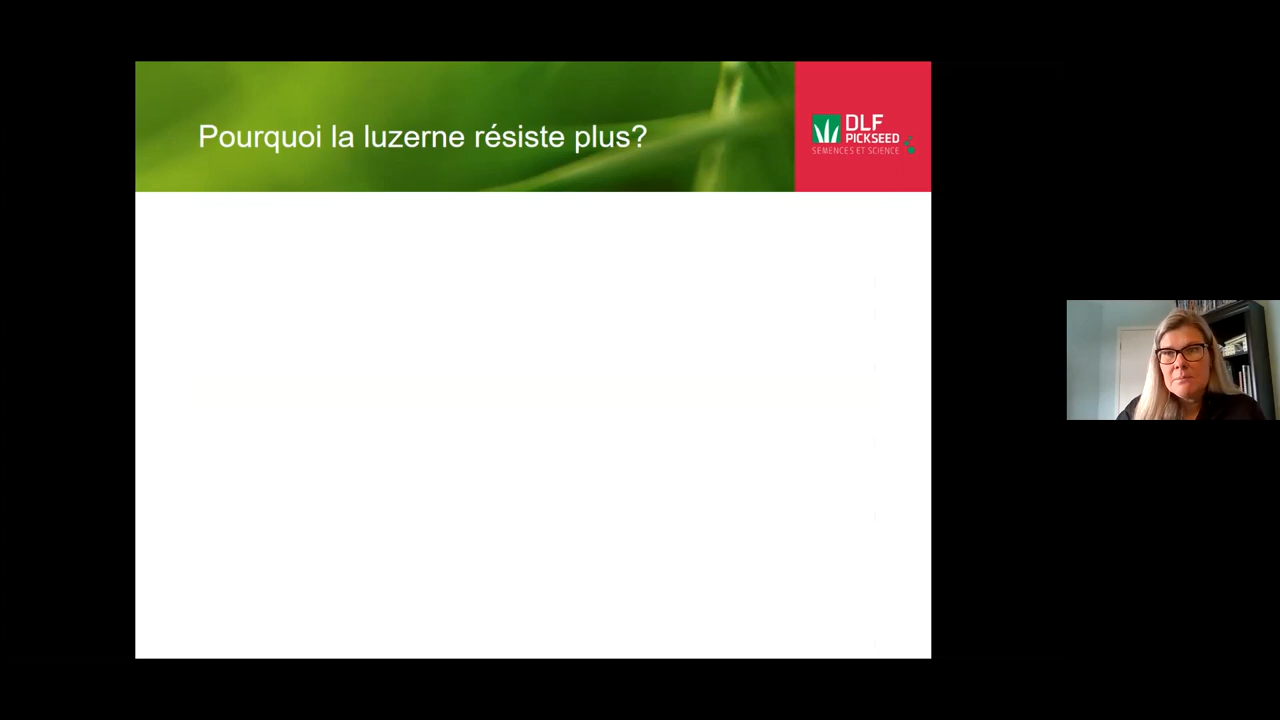 Pourquoi la luzerne résiste plus?
DLF
PICKSEED
SEMENCES ET SCIENCE